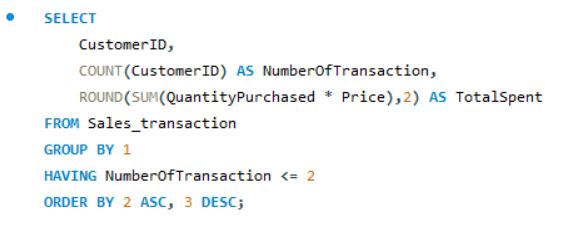 SELECT
CustomerID,
COUNT(CustomerID) AS NumberOfTransaction,
ROUND(SUM(QuantityPurchased * Price),2) AS TotalSpent
FROM Sales_transaction
GROUP BY 1
HAVING NumberOfTransaction <= 2
ORDER BY 2 ASC, 3 DESC;